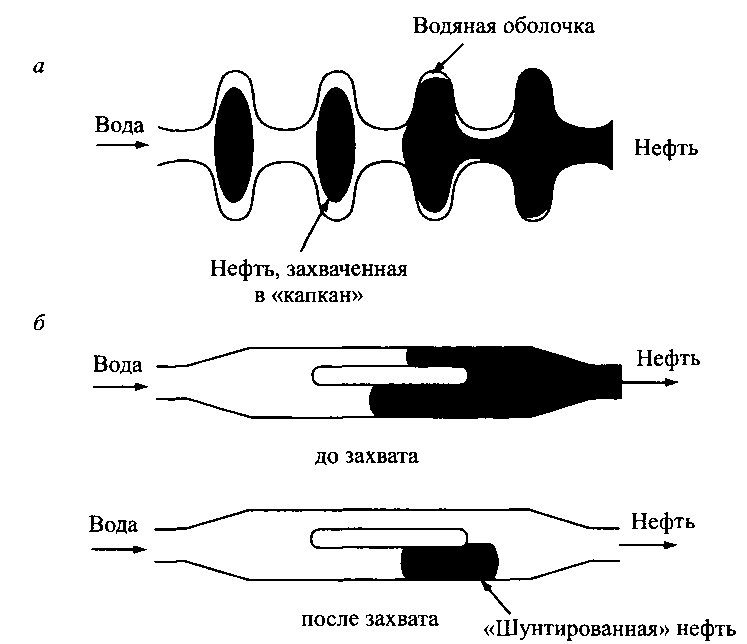 Водяная оболочка
а
Вода
Нефть
Нефть, захваченная
в «капкан»
б
Вода
Нефть
до захвата
Вода
Нефть
после захвата
«Шунтированная» нефть